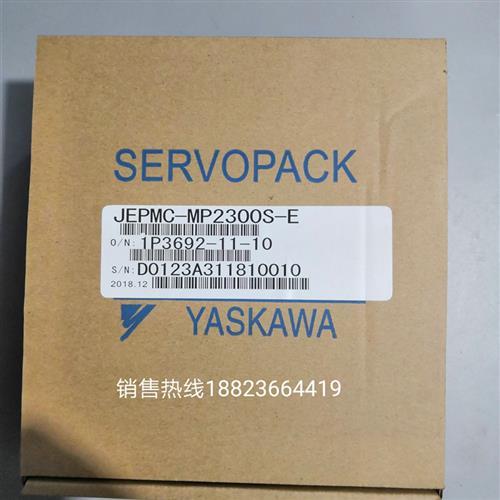 SERVOPACK
JEPMC-MP2300S-E
O/N: 1P3692-11-10
S/N: D0123A311810010
2018.12
YASKAWA
销售热线18823664419